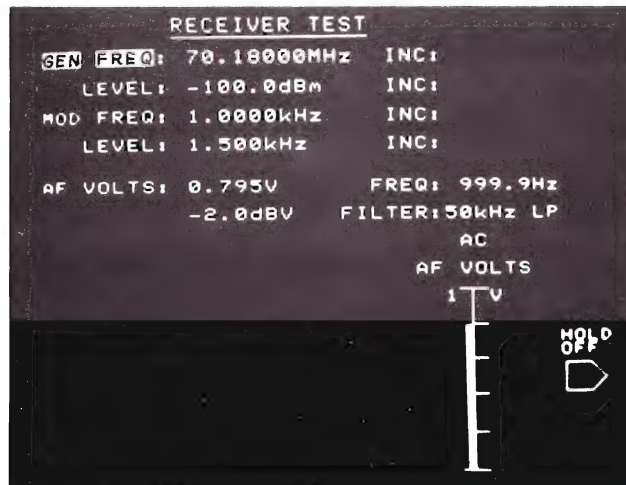 RECEIVER TEST
GEN FREQ: 70.18000MHz INC:
LEVEL: -100.0dBm INC:
MOD FREQ: 1.0000kHz INC:
LEVEL: 1.500kHz INC:
AF VOLTS: 0.795V FREQ: 999.9Hz
-2.0dBV FILTER:50kHz LP
AC
AF VOLTS
1 V
HOLD
OFF